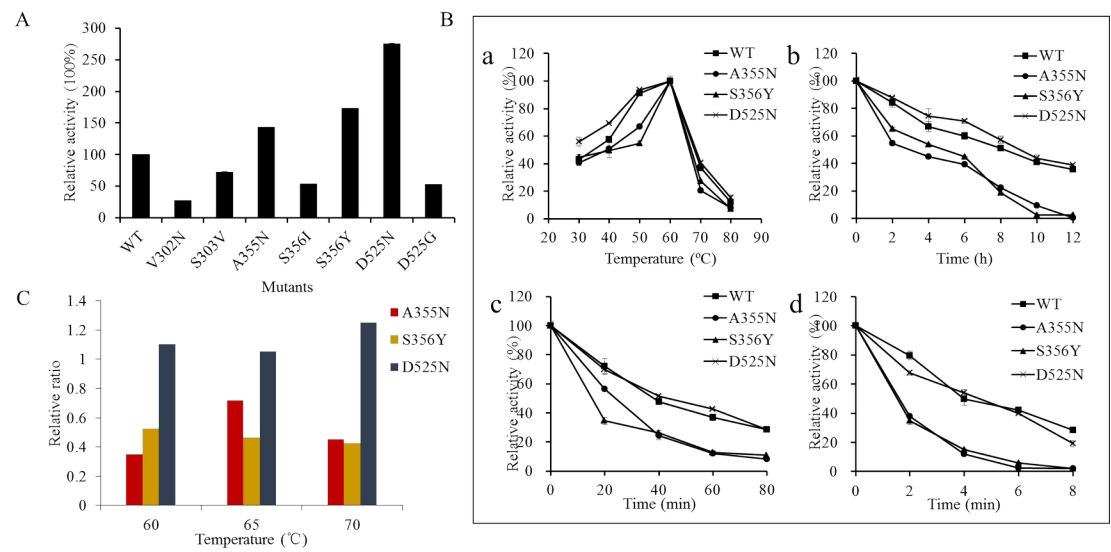 A
Relative activity (100%)
300
250
200
150
100
50
0
WT
V302N
S303V
A355N
S356I
S356Y
D525N
D525G
Mutants
B
a
Relative activity (%)
120
100
80
60
40
20
0
20 30 40 50 60 70 80 90
Temperature (°C)
WT
A355N
S356Y
D525N
b
Relative activity (%)
120
100
80
60
40
20
0
0 2 4 6 8 10 12
Time (h)
WT
A355N
S356Y
D525N
C
Relative ratio
1.4
1.2
1
0.8
0.6
0.4
0.2
0
60 65 70
Temperature (℃)
A355N
S356Y
D525N
c
Relative activity (%)
120
100
80
60
40
20
0
0 20 40 60 80
Time (min)
WT
A355N
S356Y
D525N
d
Relative activity (%)
120
100
80
60
40
20
0
0 2 4 6 8
Time (min)
WT
A355N
S356Y
D525N